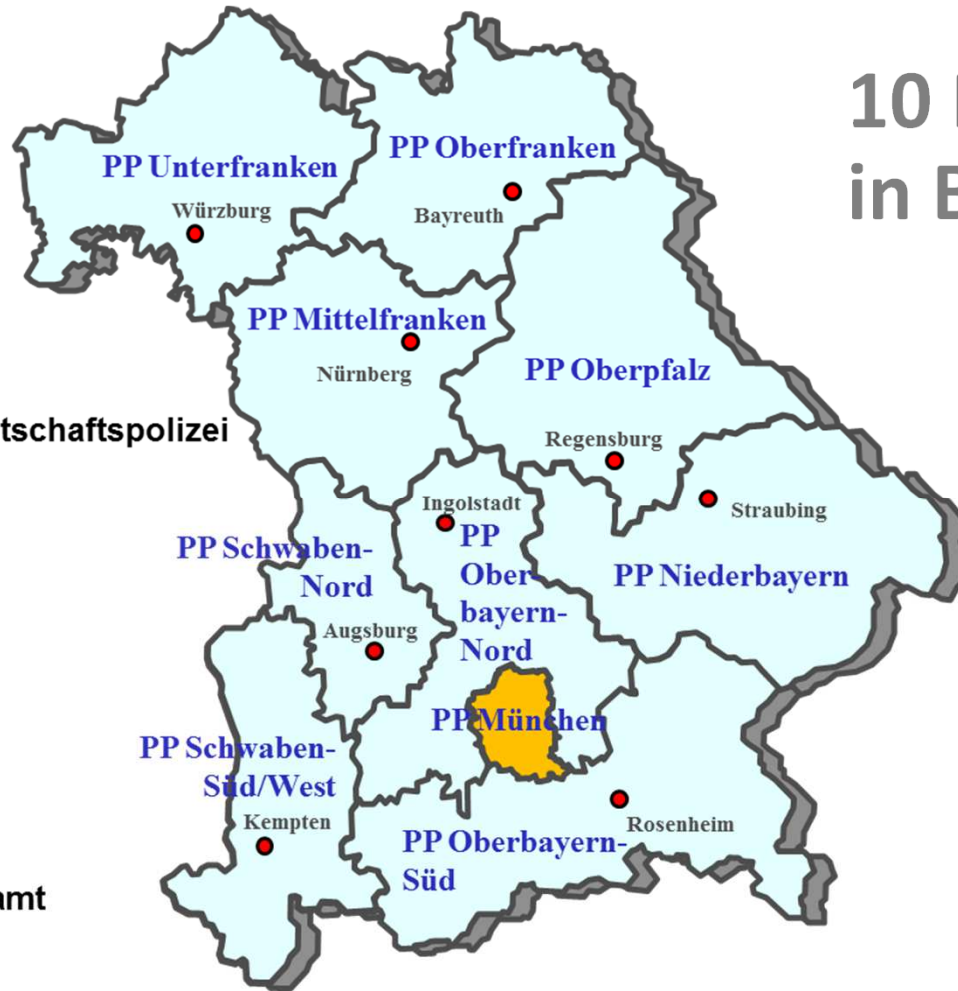 10
in
PP Unterfranken
Würzburg
PP Oberfranken
Bayreuth
PP Mittelfranken
Nürnberg
PP Oberpfalz
Regensburg
tschaftspolizei
Ingolstadt
PP
Ober-
bayern-
Nord
Straubing
PP Niederbayern
PP Schwaben-
Nord
Augsburg
PP München
PP Schwaben-
Süd/West
Kempten
PP Oberbayern-
Süd
Rosenheim
amt